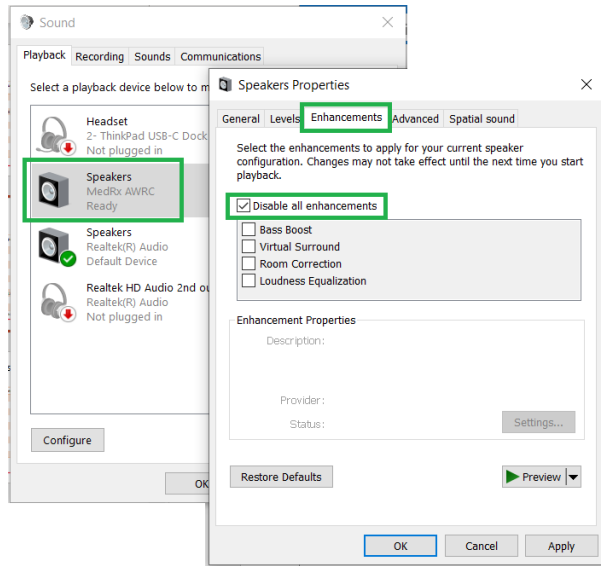 Sound
Playback Recording Sounds Communications
Select a playback device below to m
Headset
2- ThinkPad USB-C Dock
Not plugged in
Speakers
MedRx AWRC
Ready
Speakers
Realtek(R) Audio
Default Device
Realtek HD Audio 2nd ou
Realtek(R) Audio
Not plugged in
Configure
OK
Speakers Properties
General Levels Enhancements Advanced Spatial sound
Select the enhancements to apply for your current speaker
configuration. Changes may not take effect until the next time you start
playback.
Disable all enhancements
Bass Boost
Virtual Surround
Room Correction
Loudness Equalization
Enhancement Properties
Description:
Provider:
Status:
Settings...
Restore Defaults
Preview
OK Cancel Apply